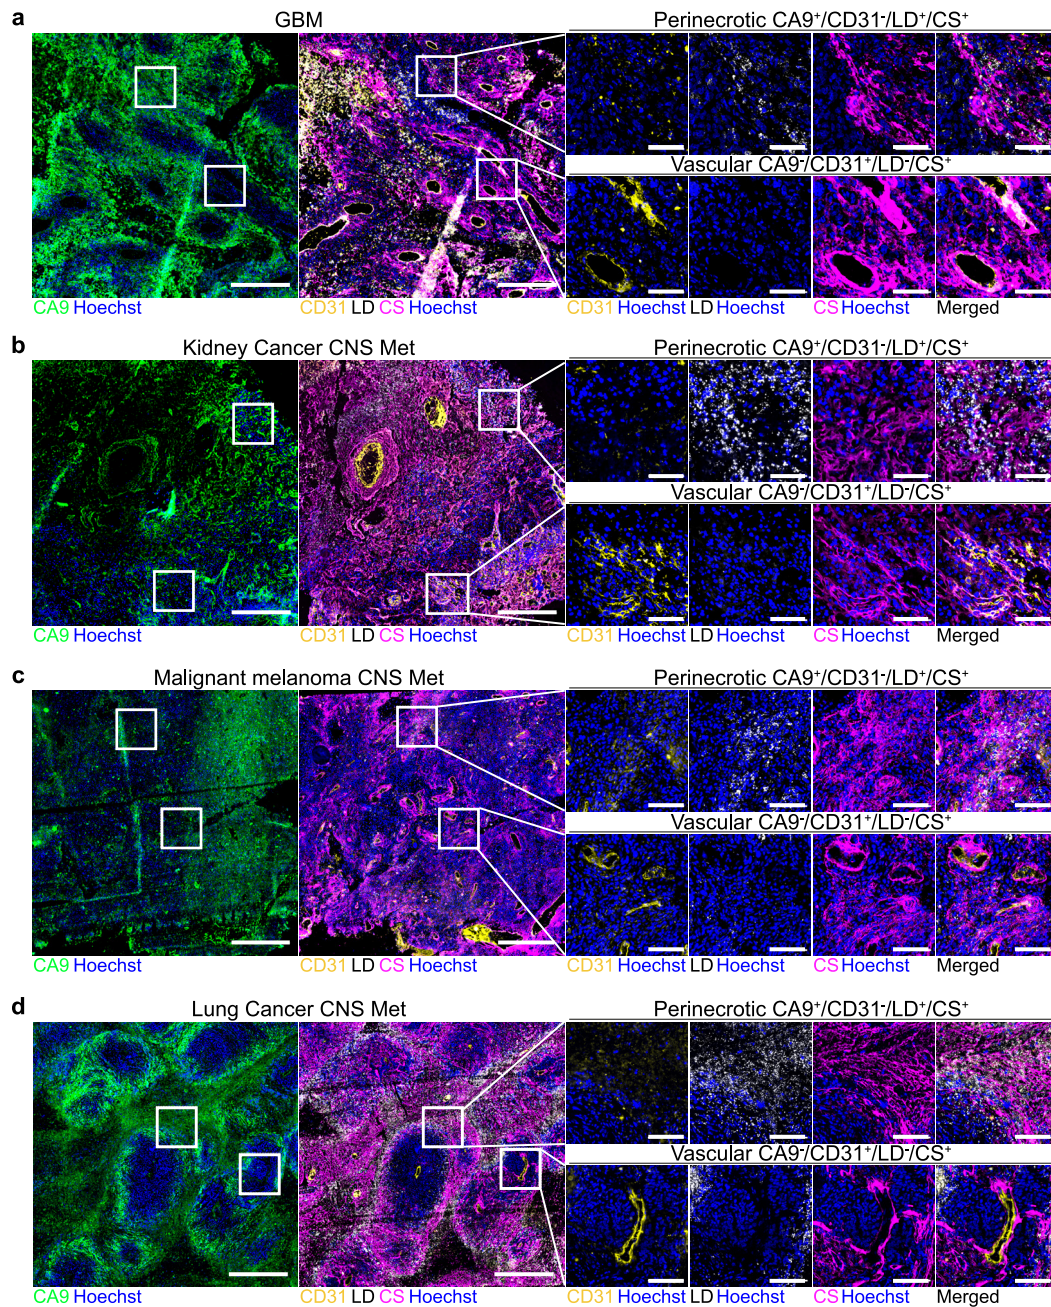 a
GBM
Perinecrotic CA9⁺/CD31⁻/LD⁺/CS⁺
Vascular CA9⁻/CD31⁺/LD⁻/CS⁺
CA9 Hoechst
CD31 LD CS Hoechst
CD31 Hoechst
LD Hoechst
CS Hoechst
Merged
b
Kidney Cancer CNS Met
Perinecrotic CA9⁺/CD31⁻/LD⁺/CS⁺
Vascular CA9⁻/CD31⁺/LD⁻/CS⁺
CA9 Hoechst
CD31 LD CS Hoechst
CD31 Hoechst
LD Hoechst
CS Hoechst
Merged
c
Malignant melanoma CNS Met
Perinecrotic CA9⁺/CD31⁻/LD⁺/CS⁺
Vascular CA9⁻/CD31⁺/LD⁻/CS⁺
CA9 Hoechst
CD31 LD CS Hoechst
CD31 Hoechst
LD Hoechst
CS Hoechst
Merged
d
Lung Cancer CNS Met
Perinecrotic CA9⁺/CD31⁻/LD⁺/CS⁺
Vascular CA9⁻/CD31⁺/LD⁻/CS⁺
CA9 Hoechst
CD31 LD CS Hoechst
CD31 Hoechst
LD Hoechst
CS Hoechst
Merged